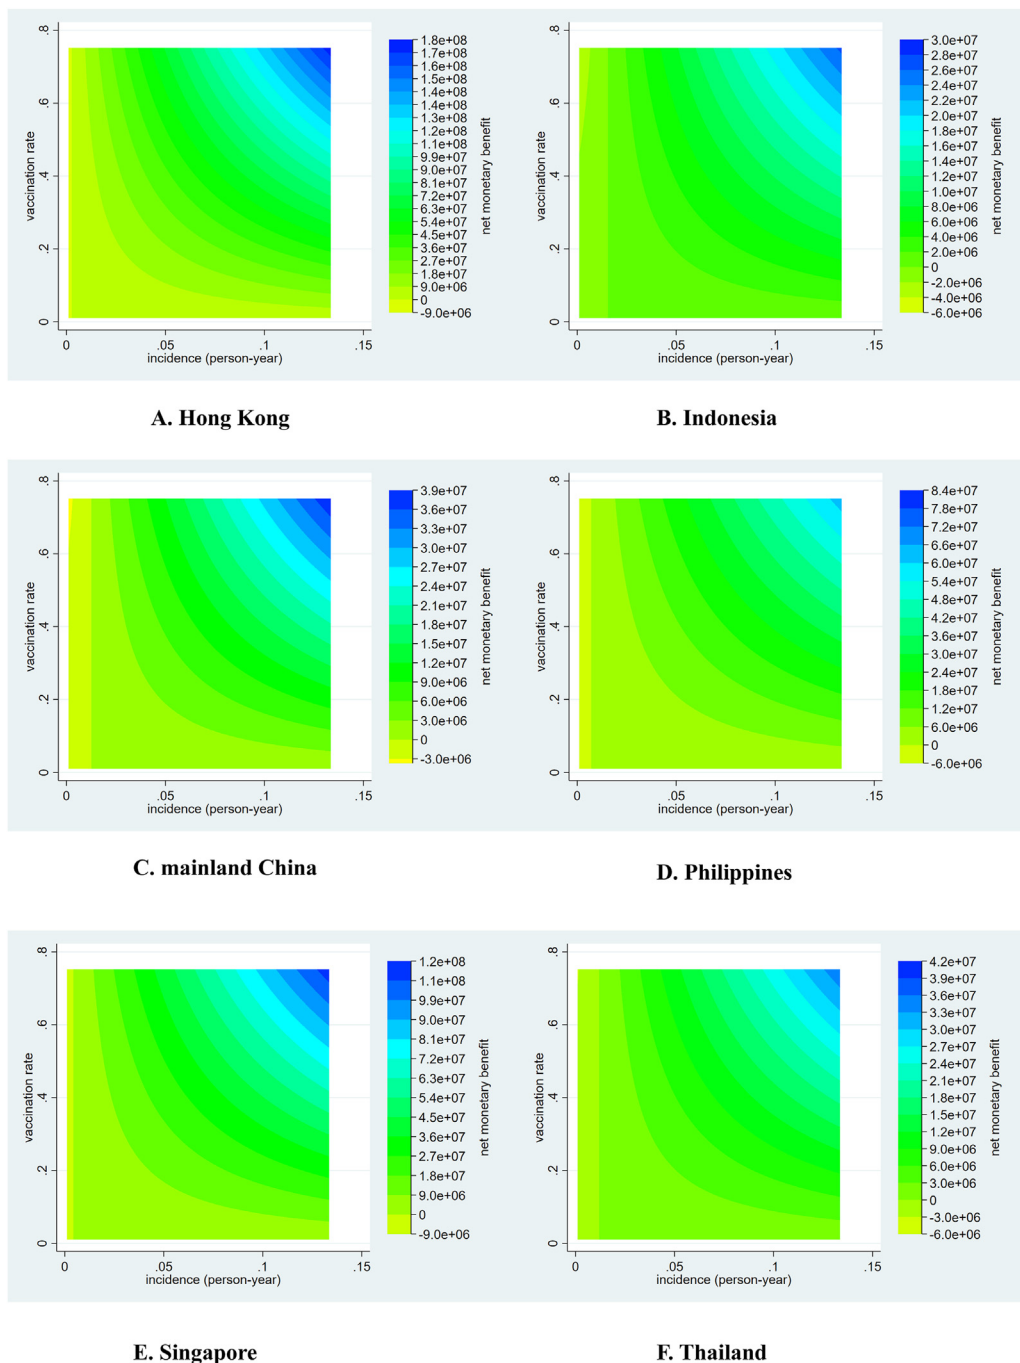 .8
.6
.4
.2
0
vaccination rate
0
.05
.1
.15
incidence (person-year)
1.8e+08
1.7e+08
1.6e+08
1.5e+08
1.4e+08
1.4e+08
1.3e+08
1.2e+08
1.1e+08
9.9e+07
9.0e+07
8.1e+07
7.2e+07
6.3e+07
5.4e+07
4.5e+07
3.6e+07
2.7e+07
1.8e+07
9.0e+06
0
-9.0e+06
net monetary benefit
A. Hong Kong
.8
.6
.4
.2
0
vaccination rate
0
.05
.1
.15
incidence (person-year)
3.0e+07
2.8e+07
2.6e+07
2.4e+07
2.2e+07
2.0e+07
1.8e+07
1.6e+07
1.4e+07
1.2e+07
1.0e+07
8.0e+06
6.0e+06
4.0e+06
2.0e+06
0
-2.0e+06
-4.0e+06
-6.0e+06
net monetary benefit
B. Indonesia
.8
.6
.4
.2
0
vaccination rate
0
.05
.1
.15
incidence (person-year)
3.9e+07
3.6e+07
3.3e+07
3.0e+07
2.7e+07
2.4e+07
2.1e+07
1.8e+07
1.5e+07
1.2e+07
9.0e+06
6.0e+06
3.0e+06
0
-3.0e+06
net monetary benefit
C. mainland China
.8
.6
.4
.2
0
vaccination rate
0
.05
.1
.15
incidence (person-year)
8.4e+07
7.8e+07
7.2e+07
6.6e+07
6.0e+07
5.4e+07
4.8e+07
4.2e+07
3.6e+07
3.0e+07
2.4e+07
1.8e+07
1.2e+07
6.0e+06
0
-6.0e+06
net monetary benefit
D. Philippines
.8
.6
.4
.2
0
vaccination rate
0
.05
.1
.15
incidence (person-year)
1.2e+08
1.1e+08
9.9e+07
9.0e+07
8.1e+07
7.2e+07
6.3e+07
5.4e+07
4.5e+07
3.6e+07
2.7e+07
1.8e+07
9.0e+06
0
-9.0e+06
net monetary benefit
E. Singapore
.8
.6
.4
.2
0
vaccination rate
0
.05
.1
.15
incidence (person-year)
4.2e+07
3.9e+07
3.6e+07
3.3e+07
3.0e+07
2.7e+07
2.4e+07
2.1e+07
1.8e+07
1.5e+07
1.2e+07
9.0e+06
6.0e+06
3.0e+06
0
-3.0e+06
-6.0e+06
net monetary benefit
F. Thailand